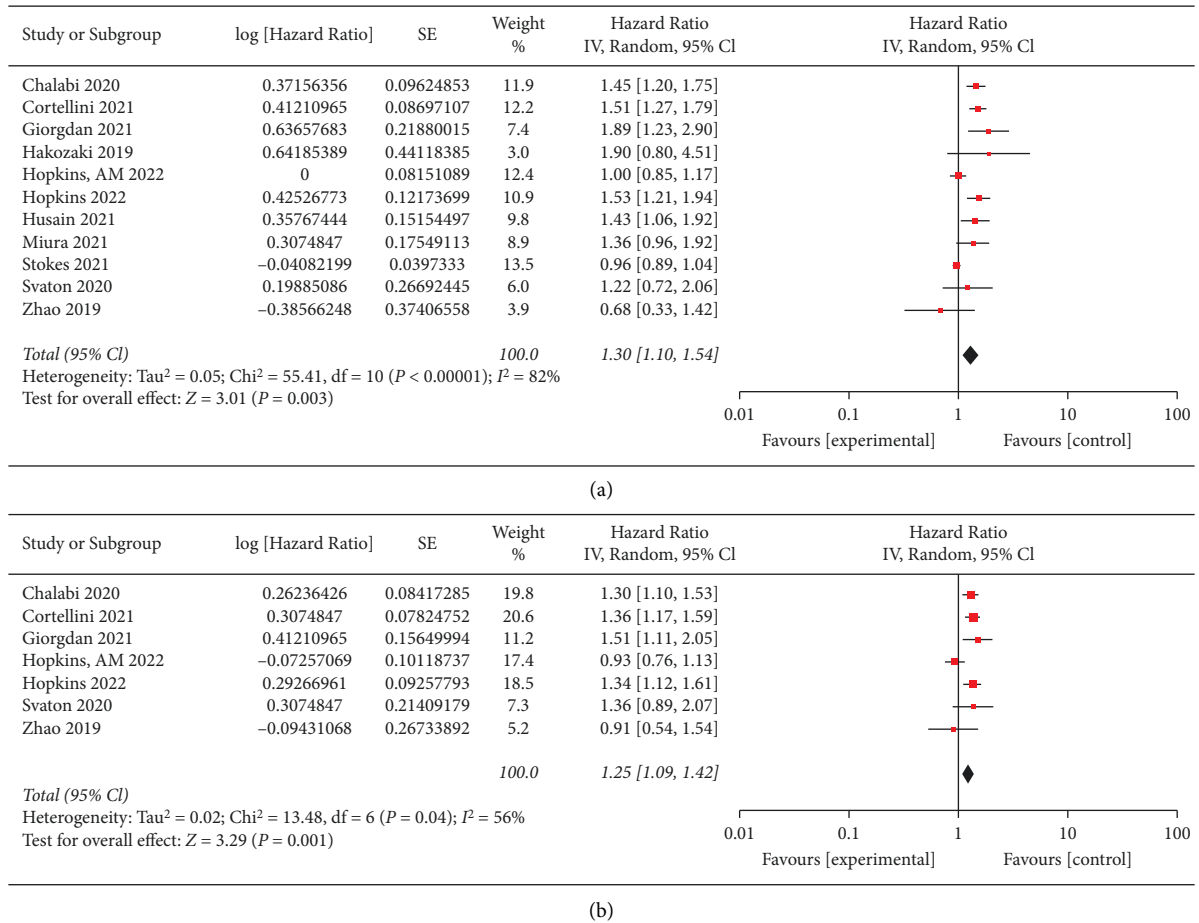 Study or Subgroup log [Hazard Ratio] SE Weight % Hazard Ratio IV, Random, 95% Cl Hazard Ratio IV, Random, 95% Cl
Chalabi 2020 0.37156356 0.09624853 11.9 1.45 [1.20, 1.75]
Cortellini 2021 0.41210965 0.08697107 12.2 1.51 [1.27, 1.79]
Giorgdan 2021 0.63657683 0.21880015 7.4 1.89 [1.23, 2.90]
Hakozaki 2019 0.64185389 0.44118385 3.0 1.90 [0.80, 4.51]
Hopkins, AM 2022 0 0.08151089 12.4 1.00 [0.85, 1.17]
Hopkins 2022 0.42526773 0.12173699 10.9 1.53 [1.21, 1.94]
Husain 2021 0.35767444 0.15154497 9.8 1.43 [1.06, 1.92]
Miura 2021 0.3074847 0.17549113 8.9 1.36 [0.96, 1.92]
Stokes 2021 –0.04082199 0.0397333 13.5 0.96 [0.89, 1.04]
Svaton 2020 0.19885086 0.26692445 6.0 1.22 [0.72, 2.06]
Zhao 2019 –0.38566248 0.37406558 3.9 0.68 [0.33, 1.42]
Total (95% Cl) 100.0 1.30 [1.10, 1.54]
Heterogeneity: Tau² = 0.05; Chi² = 55.41, df = 10 (P < 0.00001); I² = 82%
Test for overall effect: Z = 3.01 (P = 0.003)
0.01 0.1 1 10 100
Favours [experimental] Favours [control]
(a)
Study or Subgroup log [Hazard Ratio] SE Weight % Hazard Ratio IV, Random, 95% Cl Hazard Ratio IV, Random, 95% Cl
Chalabi 2020 0.26236426 0.08417285 19.8 1.30 [1.10, 1.53]
Cortellini 2021 0.3074847 0.07824752 20.6 1.36 [1.17, 1.59]
Giorgdan 2021 0.41210965 0.15649994 11.2 1.51 [1.11, 2.05]
Hopkins, AM 2022 –0.07257069 0.10118737 17.4 0.93 [0.76, 1.13]
Hopkins 2022 0.29266961 0.09257793 18.5 1.34 [1.12, 1.61]
Svaton 2020 0.3074847 0.21409179 7.3 1.36 [0.89, 2.07]
Zhao 2019 –0.09431068 0.26733892 5.2 0.91 [0.54, 1.54]
100.0 1.25 [1.09, 1.42]
Total (95% Cl)
Heterogeneity: Tau² = 0.02; Chi² = 13.48, df = 6 (P = 0.04); I² = 56%
Test for overall effect: Z = 3.29 (P = 0.001)
0.01 0.1 1 10 100
Favours [experimental] Favours [control]
(b)